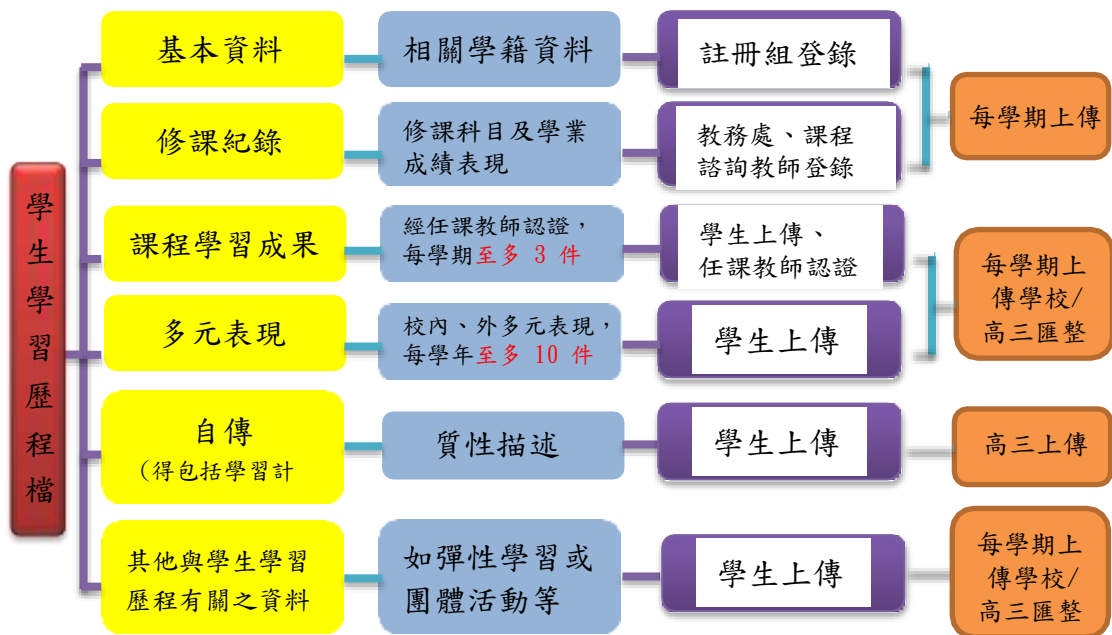 學生學習歷程檔
基本資料
相關學籍資料
註冊組登錄
每學期上傳
修課紀錄
修課科目及學業
成績表現
教務處、課程
諮詢教師登錄
課程學習成果
經任課教師認證，
每學期至多 3 件
學生上傳、
任課教師認證
每學期上
傳學校/
高三匯整
多元表現
校內、外多元表現，
每學年至多 10 件
學生上傳
自傳
(得包括學習計
質性描述
學生上傳
高三上傳
其他與學生學習
歷程有關之資料
如彈性學習或
團體活動等
學生上傳
每學期上
傳學校/
高三匯整